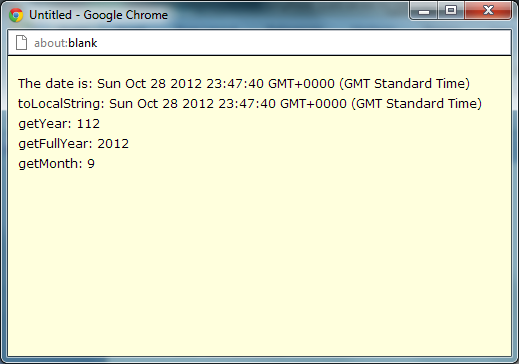 Untitled - Google Chrome
about:blank
The date is: Sun Oct 28 2012 23:47:40 GMT+0000 (GMT Standard Time)
toLocalString: Sun Oct 28 2012 23:47:40 GMT+0000 (GMT Standard Time)
getYear: 112
getFullYear: 2012
getMonth: 9